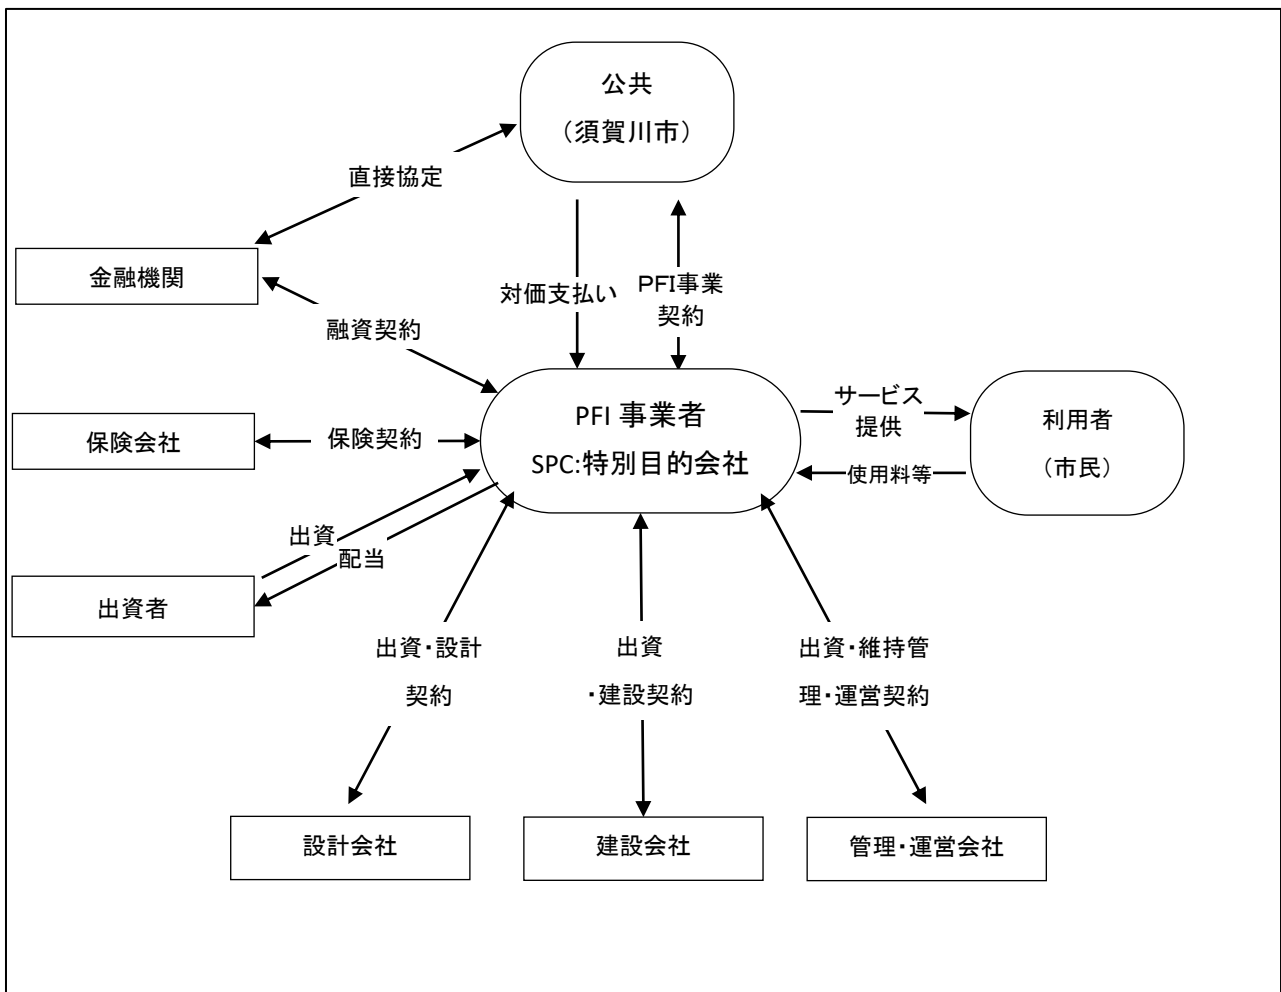 公共
（須賀川市）
直接協定
金融機関
対価支払い
PFI事業
契約
融資契約
PFI 事業者
SPC:特別目的会社
サービス
提供
利用者
（市民）
使用料等
保険会社
保険契約
出資
配当
出資者
出資・設計
契約
出資
・建設契約
出資・維持管
理・運営契約
設計会社
建設会社
管理・運営会社